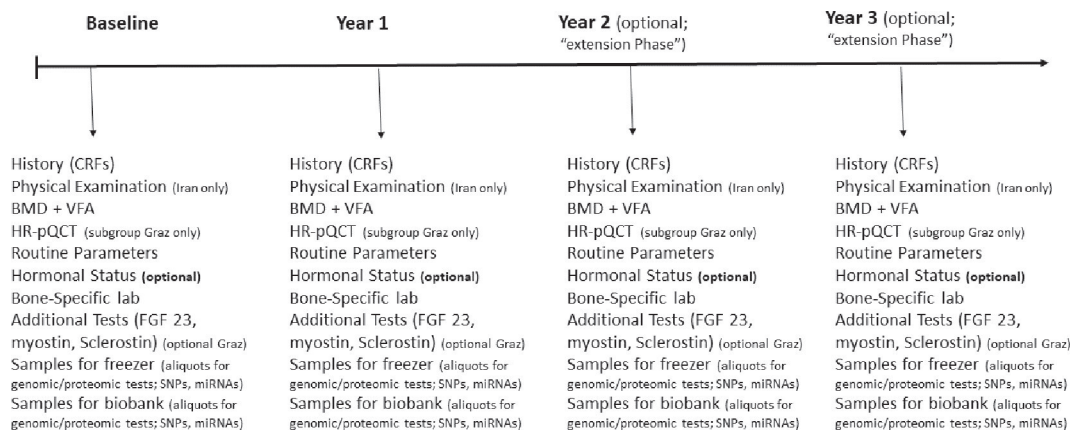 Baseline
Year 1
Year 2 (optional;
“extension Phase”)
Year 3 (optional;
“extension Phase”)
History (CRFs)
Physical Examination (Iran only)
BMD + VFA
HR-pQCT (subgroup Graz only)
Routine Parameters
Hormonal Status (optional)
Bone-Specific lab
Additional Tests (FGF 23,
myostin, Sclerostin) (optional Graz)
Samples for freezer (aliquots for
genomic/proteomic tests; SNPs, miRNAs)
Samples for biobank (aliquots for
genomic/proteomic tests; SNPs, miRNAs)
History (CRFs)
Physical Examination (Iran only)
BMD + VFA
HR-pQCT (subgroup Graz only)
Routine Parameters
Hormonal Status (optional)
Bone-Specific lab
Additional Tests (FGF 23,
myostin, Sclerostin) (optional Graz)
Samples for freezer (aliquots for
genomic/proteomic tests; SNPs, miRNAs)
Samples for biobank (aliquots for
genomic/proteomic tests; SNPs, miRNAs)
History (CRFs)
Physical Examination (Iran only)
BMD + VFA
HR-pQCT (subgroup Graz only)
Routine Parameters
Hormonal Status (optional)
Bone-Specific lab
Additional Tests (FGF 23,
myostin, Sclerostin) (optional Graz)
Samples for freezer (aliquots for
genomic/proteomic tests; SNPs, miRNAs)
Samples for biobank (aliquots for
genomic/proteomic tests; SNPs, miRNAs)
History (CRFs)
Physical Examination (Iran only)
BMD + VFA
HR-pQCT (subgroup Graz only)
Routine Parameters
Hormonal Status (optional)
Bone-Specific lab
Additional Tests (FGF 23,
myostin, Sclerostin) (optional Graz)
Samples for freezer (aliquots for
genomic/proteomic tests; SNPs, miRNAs)
Samples for biobank (aliquots for
genomic/proteomic tests; SNPs, miRNAs)